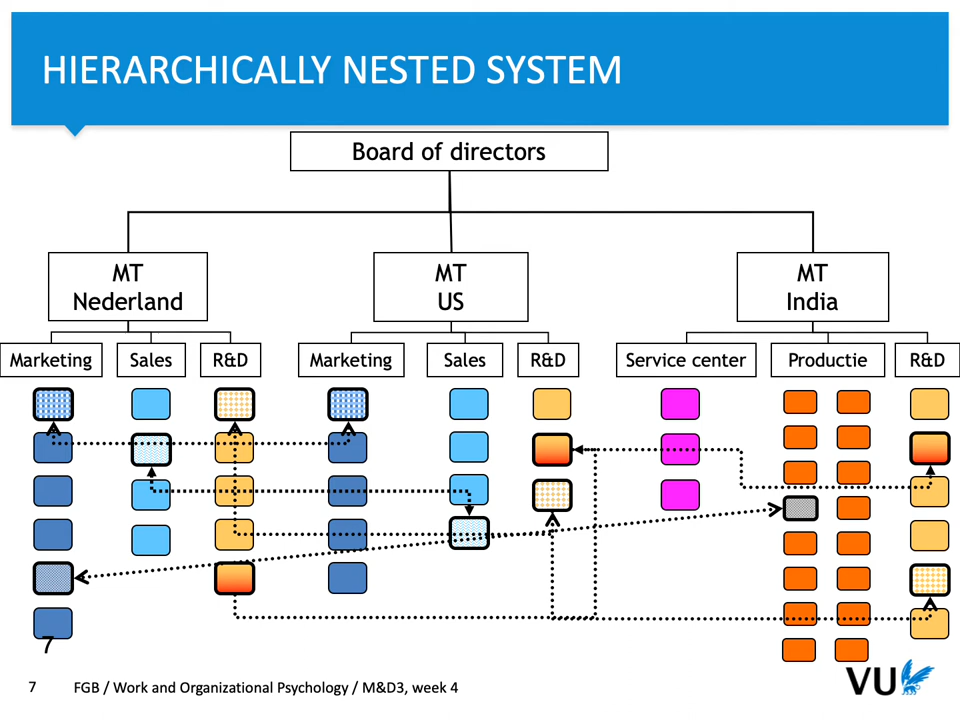 HIERARCHICALLY NESTED SYSTEM
Board of directors
MT
Nederland
MT
US
MT
India
Marketing
Sales
R&D
Marketing
Sales
R&D
Service center
Productie
R&D
7
7
FGB / Work and Organizational Psychology / M&D3, week 4
VU